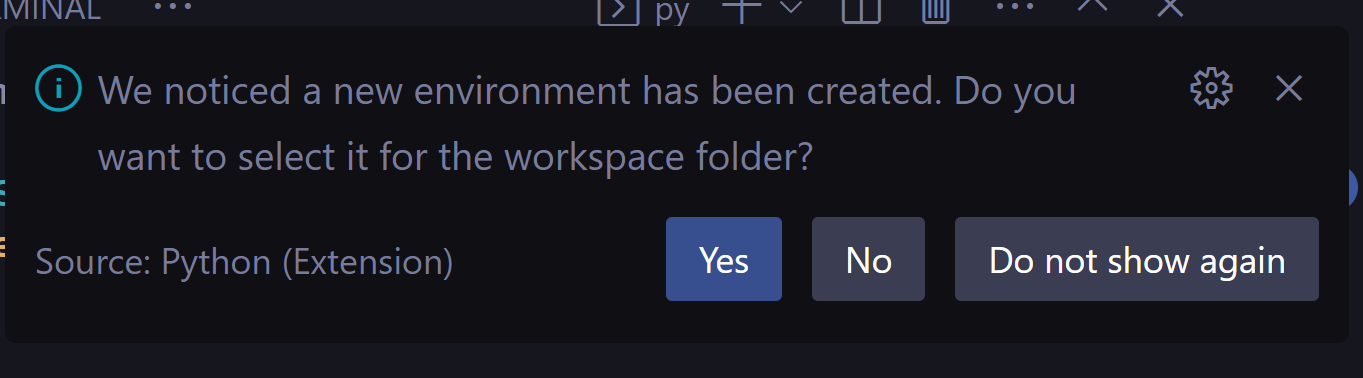 MINAL ... py
We noticed a new environment has been created. Do you
want to select it for the workspace folder?
Source: Python (Extension) Yes No Do not show again